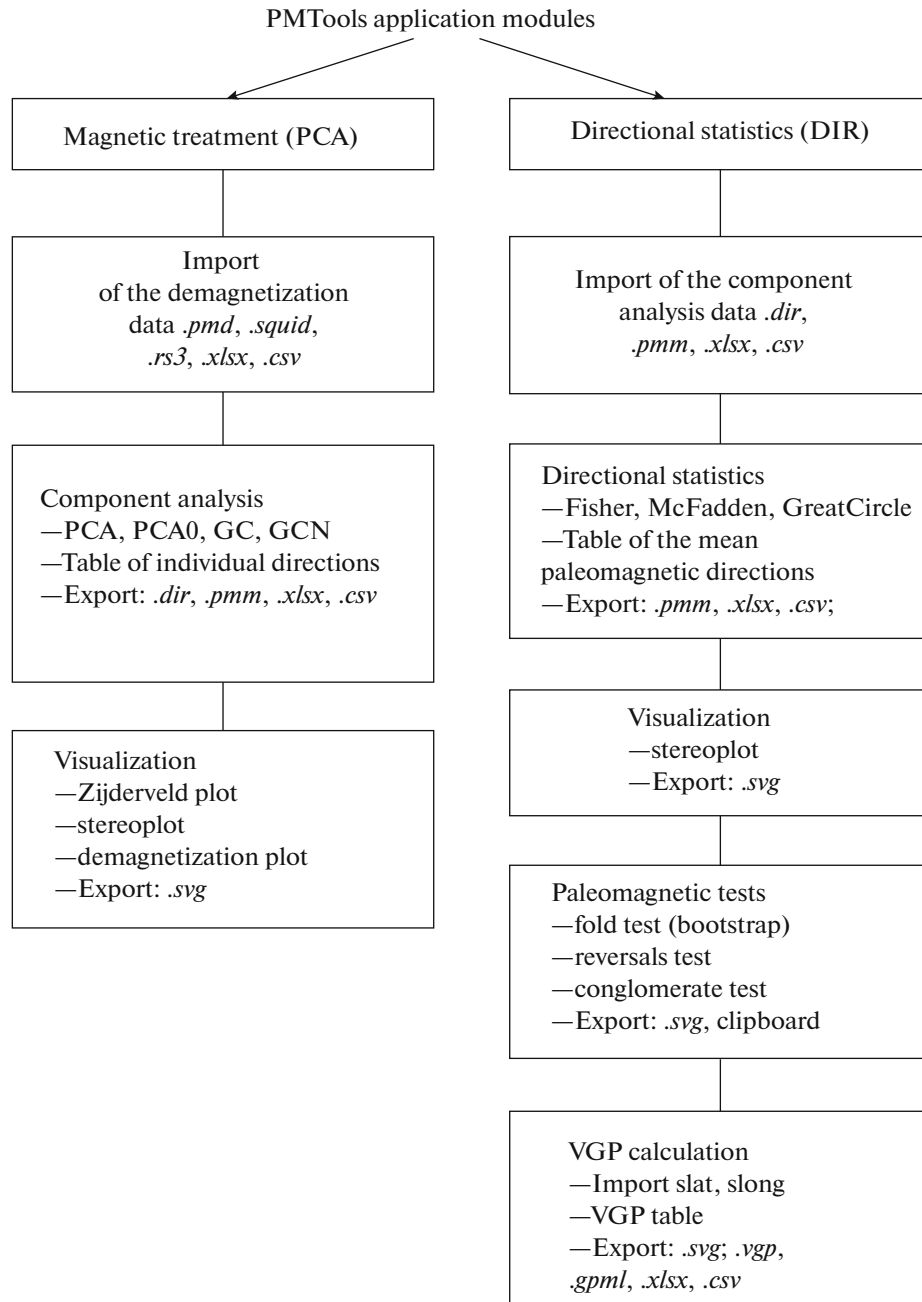 PMTools application modules
Magnetic treatment (PCA)
Import
of the demagnetization
data .pmd, .squid,
.rs3, .xlsx, .csv
Component analysis
—PCA, PCA0, GC, GCN
—Table of individual directions
—Export: .dir, .pmm, .xlsx, .csv
Visualization
—Zijderveld plot
—stereoplot
—demagnetization plot
—Export: .svg
Directional statistics (DIR)
Import of the component
analysis data .dir,
.pmm, .xlsx, .csv
Directional statistics
—Fisher, McFadden, GreatCircle
—Table of the mean
paleomagnetic directions
—Export: .pmm, .xlsx, .csv;
Visualization
—stereoplot
—Export: .svg
Paleomagnetic tests
—fold test (bootstrap)
—reversals test
—conglomerate test
—Export: .svg, clipboard
VGP calculation
—Import slat, slong
—VGP table
—Export: .svg; .vgp,
.gpml, .xlsx, .csv